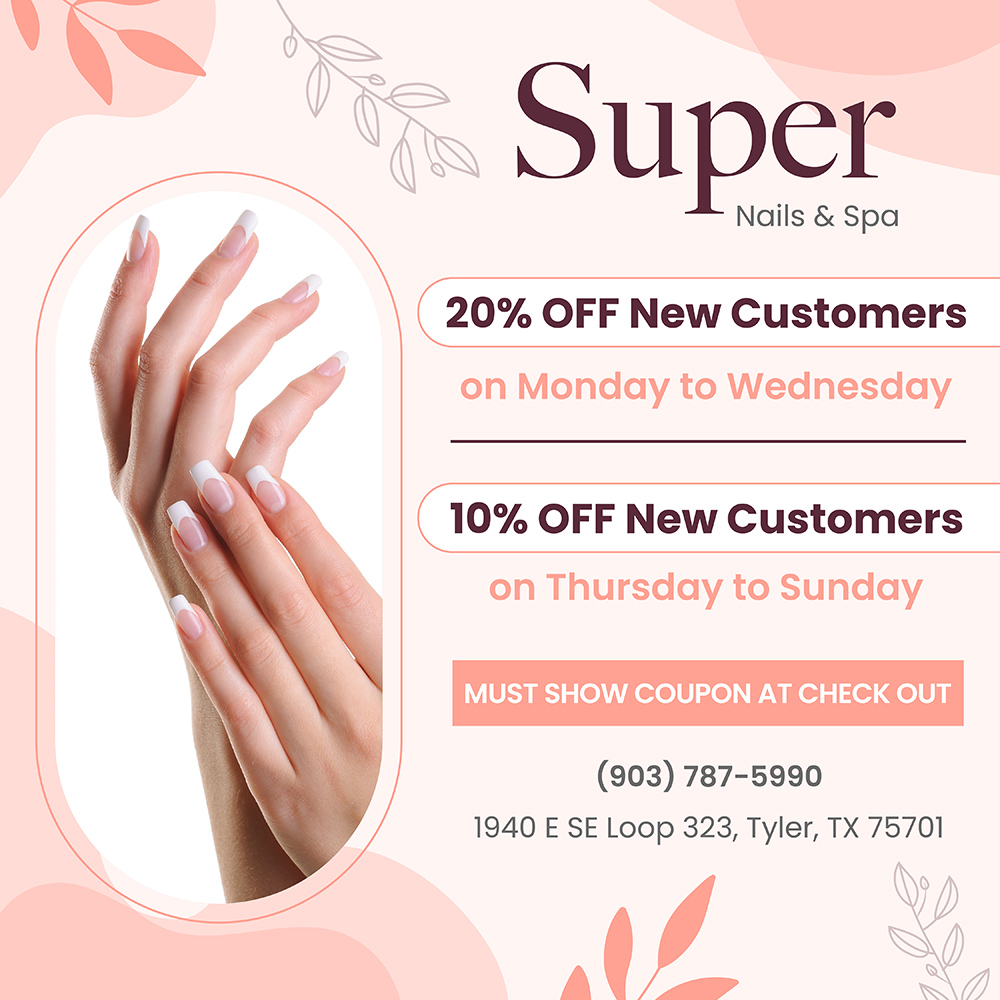 Super
Nails & Spa
20% OFF New Customers
on Monday to Wednesday
10% OFF New Customers
on Thursday to Sunday
MUST SHOW COUPON AT CHECK OUT
(903) 787-5990
1940 E SE Loop 323, Tyler, TX 75701